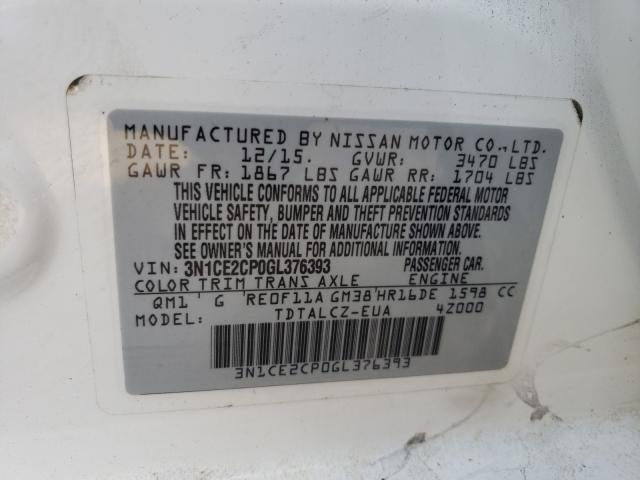 MANUFACTURED BY NISSAN MOTOR CO.,LTD.
DATE: 12/15. GVWR: 3470 LBS
GAWR FR: 1867 LBS GAWR RR: 1704 LBS
THIS VEHICLE CONFORMS TO ALL APPLICABLE FEDERAL MOTOR
VEHICLE SAFETY, BUMPER AND THEFT PREVENTION STANDARDS
IN EFFECT ON THE DATE OF MANUFACTURE SHOWN ABOVE.
SEE OWNER'S MANUAL FOR ADDITIONAL INFORMATION.
VIN: 3N1CE2CP0GL376393 PASSENGER CAR.
COLOR TRIM TRANS AXLE ENGINE
QM1 ' G RE0F11A GM38'HR16DE 1598 CC
MODEL: TDTALCZ-EUA 4Z000
3N1CE2CP0GL376393